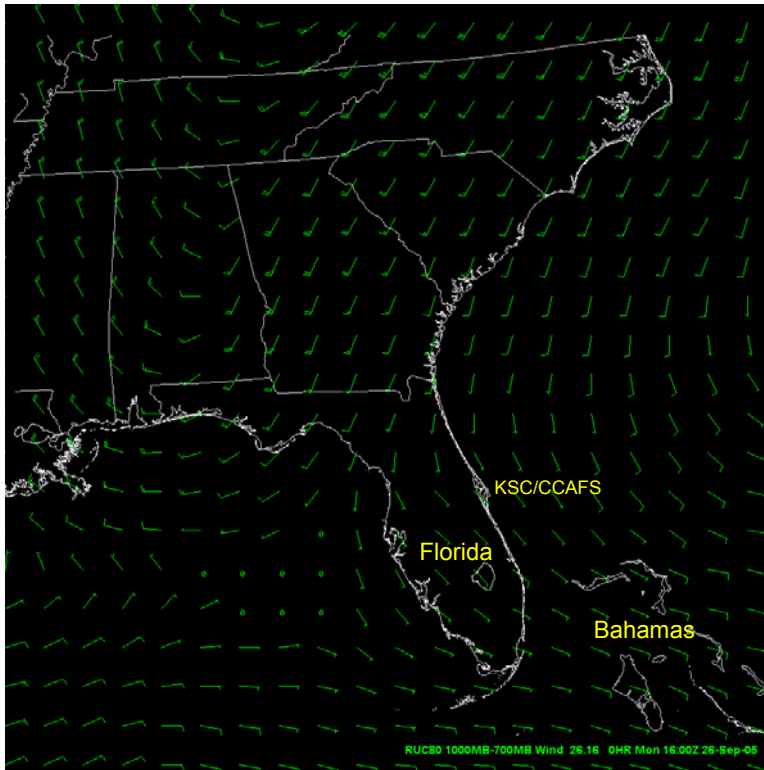 KSC/CCAFS
Florida
Bahamas
RUC80 1000MB-700MB Wind 26.16 0HR Mon 16:00Z 26-Sep-05